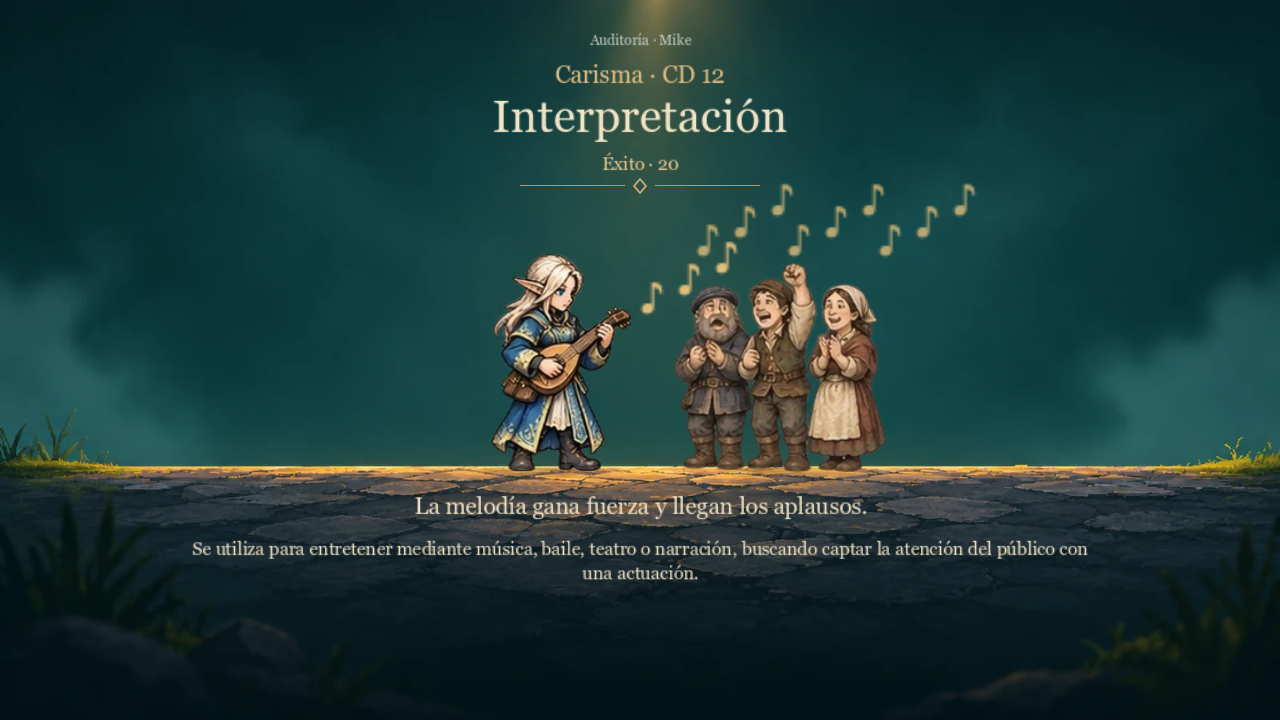 Auditoría · Mike
Carisma · CD 12
Interpretación
Éxito · 20
La melodía gana fuerza y llegan los aplausos.
Se utiliza para entretener mediante música, baile, teatro o narración, buscando captar la atención del público con
una actuación.